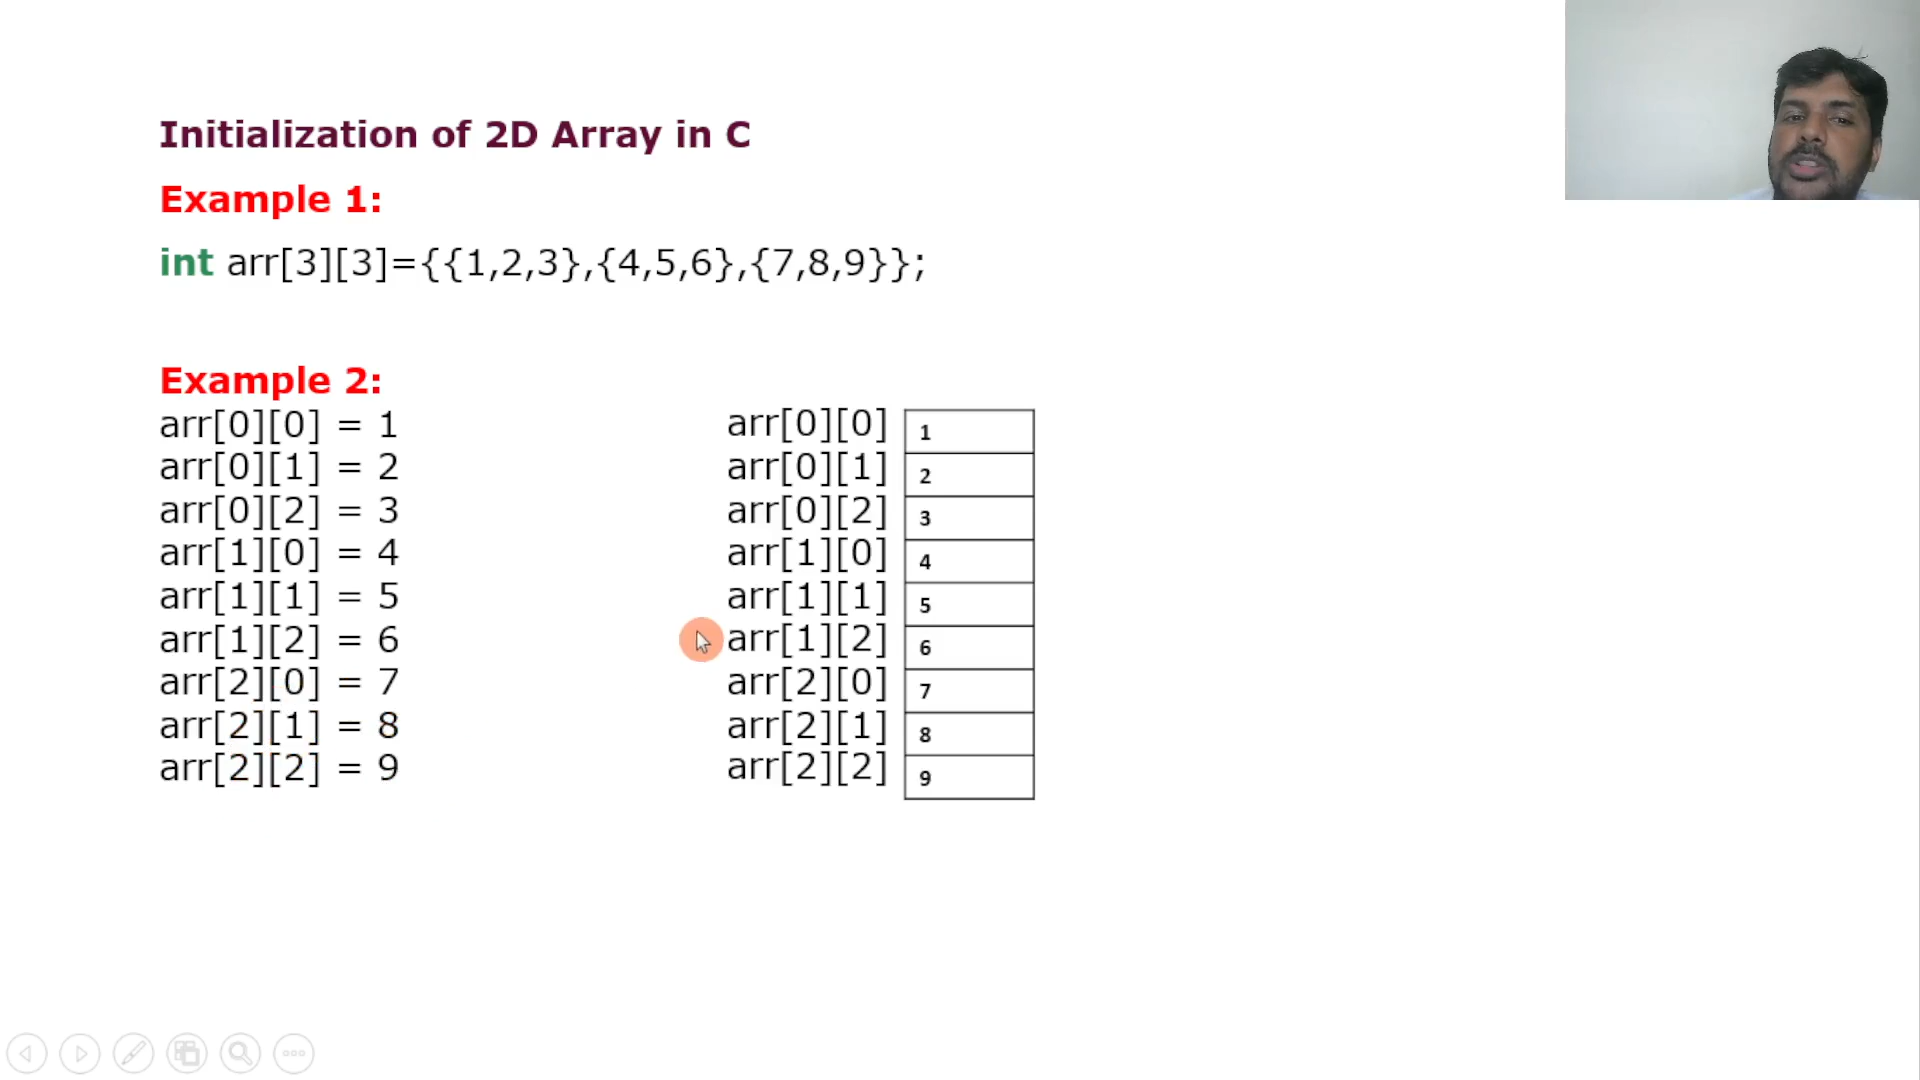 Initialization of 2D Array in C
Example 1:
int arr[3][3]={{1,2,3},{4,5,6},{7,8,9}};
Example 2:
arr[0][0] = 1
arr[0][1] = 2
arr[0][2] = 3
arr[1][0] = 4
arr[1][1] = 5
arr[1][2] = 6
arr[2][0] = 7
arr[2][1] = 8
arr[2][2] = 9
arr[0][0] 1
arr[0][1] 2
arr[0][2] 3
arr[1][0] 4
arr[1][1] 5
arr[1][2] 6
arr[2][0] 7
arr[2][1] 8
arr[2][2] 9